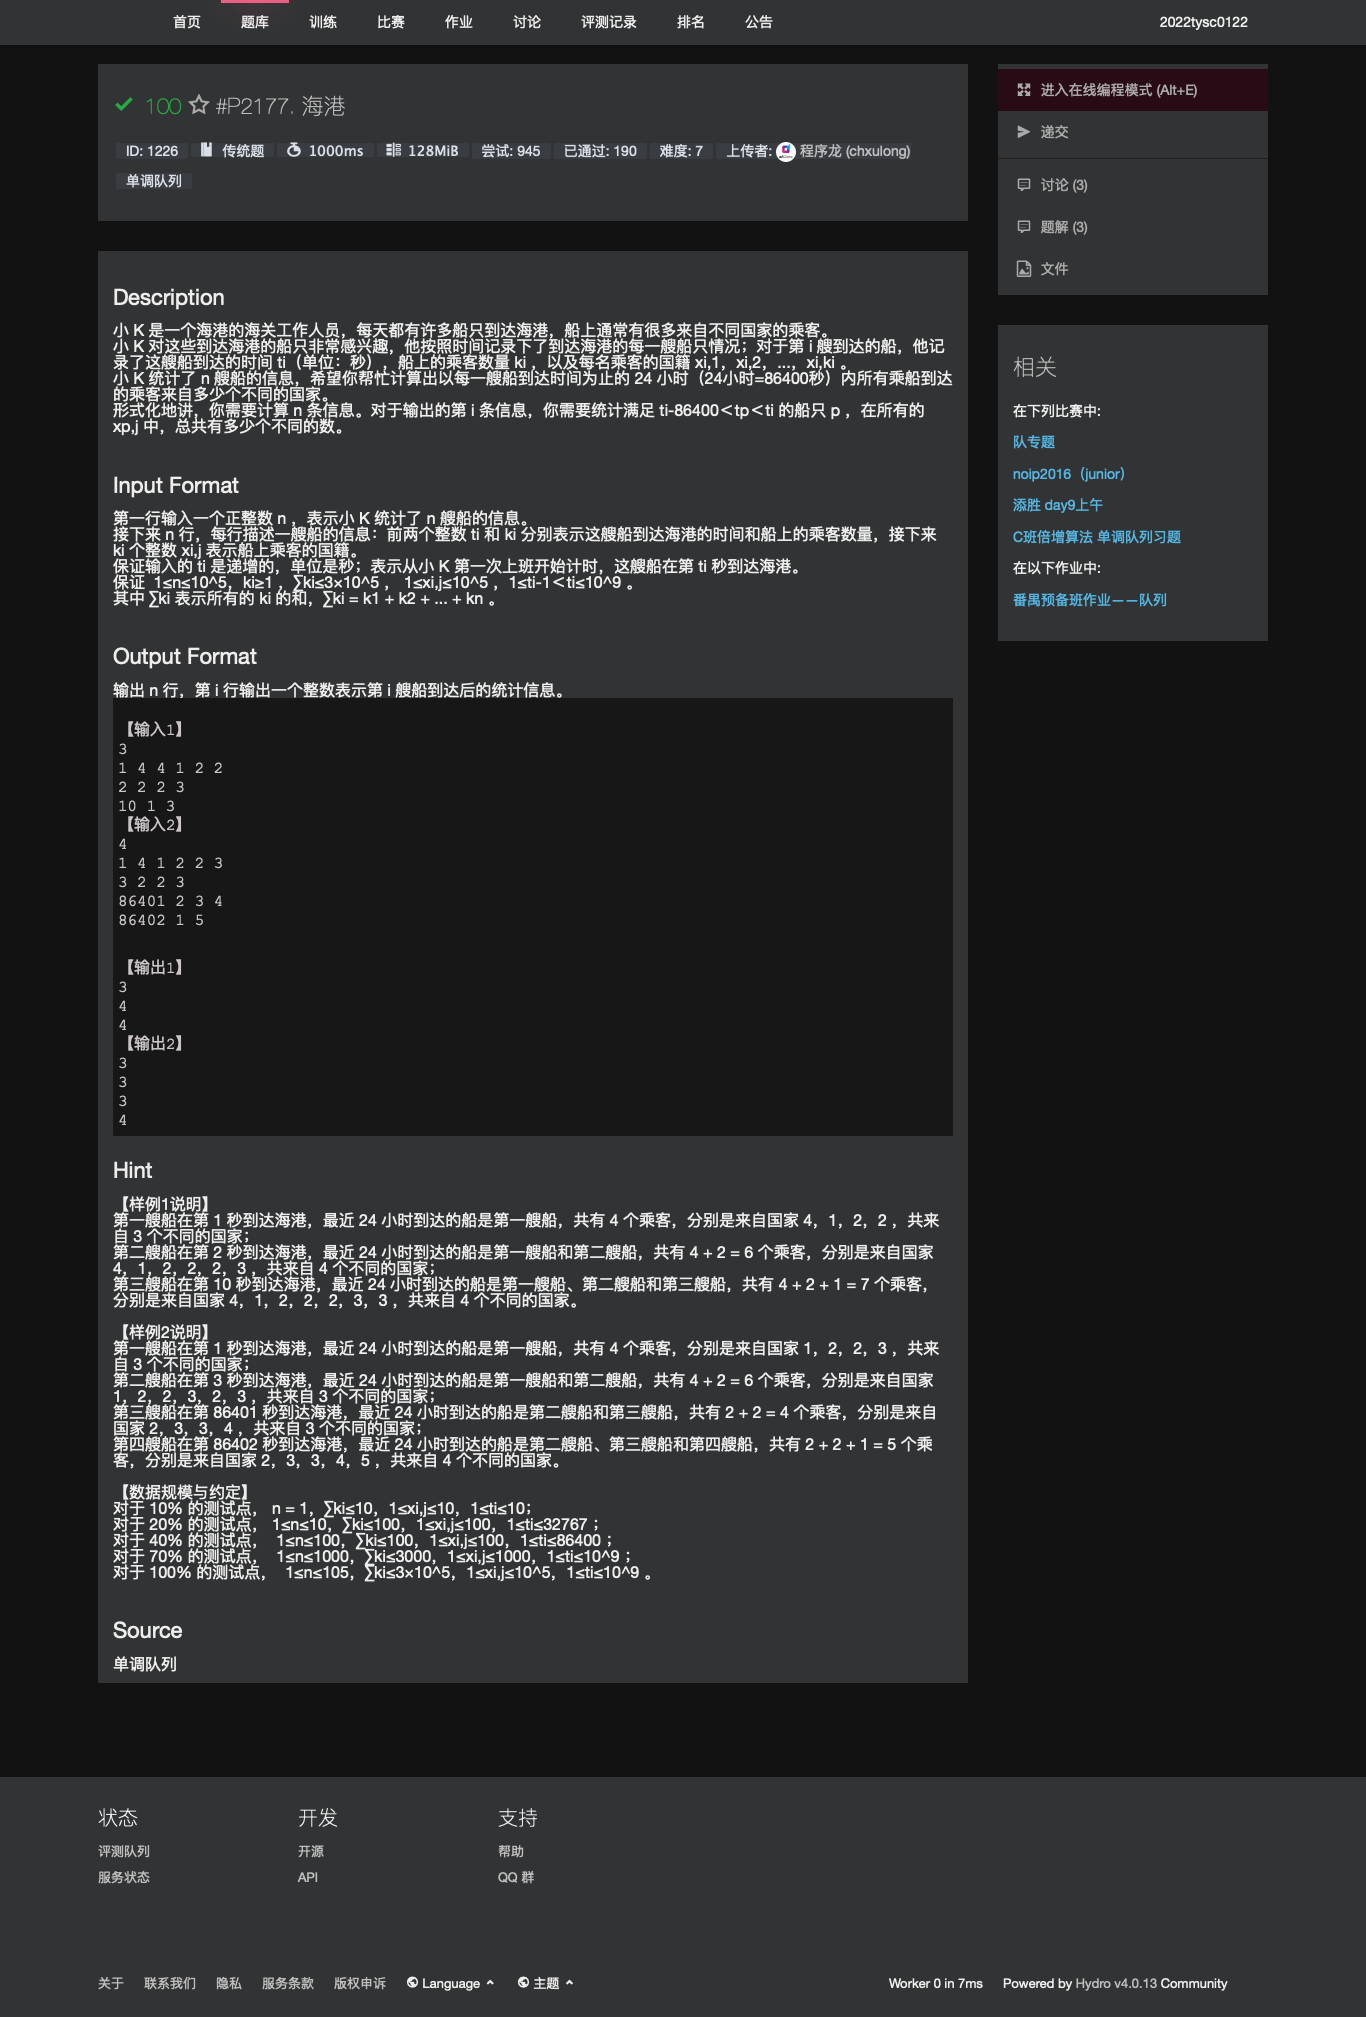 首页 题库 训练 比赛 作业 讨论 评测记录 排名 公告 2022tysc0122
100 #P2177. 海港
ID: 1226 传统题 1000ms 128MiB 尝试: 945 已通过: 190 难度: 7 上传者: 程序龙 (chxulong)
单调队列
进入在线编程模式 (Alt+E)
递交
讨论 (3)
题解 (3)
文件
相关
在下列比赛中:
队专题
noip2016（junior）
添胜 day9上午
C班倍增算法 单调队列习题
在以下作业中:
番禺预备班作业——队列
Description
小 K 是一个海港的海关工作人员，每天都有许多船只到达海港，船上通常有很多来自不同国家的乘客。
小 K 对这些到达海港的船只非常感兴趣，他按照时间记录下了到达海港的每一艘船只情况；对于第 i 艘到达的船，他记
录了这艘船到达的时间 ti（单位：秒），船上的乘客数量 ki ，以及每名乘客的国籍 xi,1，xi,2，...，xi,ki 。
小 K 统计了 n 艘船的信息，希望你帮忙计算出以每一艘船到达时间为止的 24 小时（24小时=86400秒）内所有乘船到达
的乘客来自多少个不同的国家。
形式化地讲，你需要计算 n 条信息。对于输出的第 i 条信息，你需要统计满足 ti-86400＜tp＜ti 的船只 p ，在所有的
xp,j 中，总共有多少个不同的数。
Input Format
第一行输入一个正整数 n ，表示小 K 统计了 n 艘船的信息。
接下来 n 行，每行描述一艘船的信息：前两个整数 ti 和 ki 分别表示这艘船到达海港的时间和船上的乘客数量，接下来
ki 个整数 xi,j 表示船上乘客的国籍。
保证输入的 ti 是递增的，单位是秒；表示从小 K 第一次上班开始计时，这艘船在第 ti 秒到达海港。
保证 1≤n≤10^5，ki≥1 ，∑ki≤3×10^5 ， 1≤xi,j≤10^5 ，1≤ti-1＜ti≤10^9 。
其中 ∑ki 表示所有的 ki 的和，∑ki = k1 + k2 + ... + kn 。
Output Format
输出 n 行，第 i 行输出一个整数表示第 i 艘船到达后的统计信息。
【输入1】
3
1 4 4 1 2 2
2 2 2 3
10 1 3
【输入2】
4
1 4 1 2 2 3
3 2 2 3
86401 2 3 4
86402 1 5
【输出1】
3
4
4
【输出2】
3
3
3
4
Hint
【样例1说明】
第一艘船在第 1 秒到达海港，最近 24 小时到达的船是第一艘船，共有 4 个乘客，分别是来自国家 4，1，2，2 ，共来
自 3 个不同的国家；
第二艘船在第 2 秒到达海港，最近 24 小时到达的船是第一艘船和第二艘船，共有 4 + 2 = 6 个乘客，分别是来自国家
4，1，2，2，2，3 ，共来自 4 个不同的国家；
第三艘船在第 10 秒到达海港，最近 24 小时到达的船是第一艘船、第二艘船和第三艘船，共有 4 + 2 + 1 = 7 个乘客，
分别是来自国家 4，1，2，2，2，3，3 ，共来自 4 个不同的国家。
【样例2说明】
第一艘船在第 1 秒到达海港，最近 24 小时到达的船是第一艘船，共有 4 个乘客，分别是来自国家 1，2，2，3 ，共来
自 3 个不同的国家；
第二艘船在第 3 秒到达海港，最近 24 小时到达的船是第一艘船和第二艘船，共有 4 + 2 = 6 个乘客，分别是来自国家
1，2，2，3，2，3 ，共来自 3 个不同的国家；
第三艘船在第 86401 秒到达海港，最近 24 小时到达的船是第二艘船和第三艘船，共有 2 + 2 = 4 个乘客，分别是来自
国家 2，3，3，4 ，共来自 3 个不同的国家；
第四艘船在第 86402 秒到达海港，最近 24 小时到达的船是第二艘船、第三艘船和第四艘船，共有 2 + 2 + 1 = 5 个乘
客，分别是来自国家 2，3，3，4，5 ，共来自 4 个不同的国家。
【数据规模与约定】
对于 10% 的测试点， n = 1，∑ki≤10，1≤xi,j≤10，1≤ti≤10；
对于 20% 的测试点， 1≤n≤10，∑ki≤100，1≤xi,j≤100，1≤ti≤32767 ；
对于 40% 的测试点， 1≤n≤100，∑ki≤100，1≤xi,j≤100，1≤ti≤86400 ；
对于 70% 的测试点， 1≤n≤1000，∑ki≤3000，1≤xi,j≤1000，1≤ti≤10^9 ；
对于 100% 的测试点， 1≤n≤105，∑ki≤3×10^5，1≤xi,j≤10^5，1≤ti≤10^9 。
Source
单调队列
状态 开发 支持
评测队列 开源 帮助
服务状态 API QQ 群
关于 联系我们 隐私 服务条款 版权申诉 Language 主题 Worker 0 in 7ms Powered by Hydro v4.0.13 Community